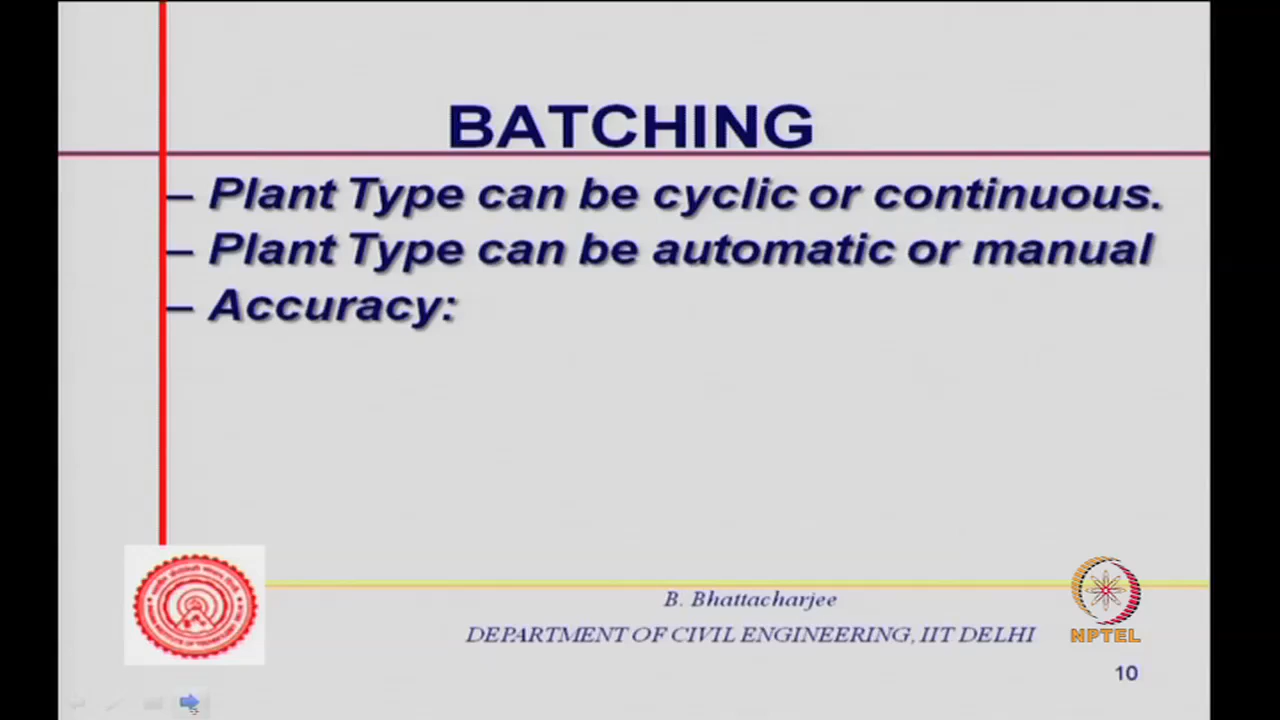 BATCHING
– Plant Type can be cyclic or continuous.
– Plant Type can be automatic or manual
– Accuracy:
B. Bhattacharjee
DEPARTMENT OF CIVIL ENGINEERING, IIT DELHI
NPTEL
10